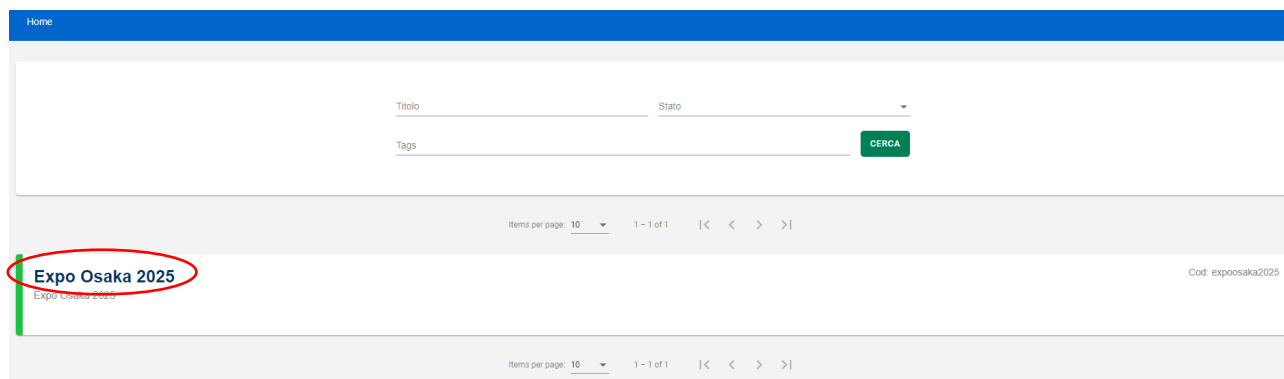 Home
Titolo Stato
Tags CERCA
Items per page: 10 1 – 1 of 1
Expo Osaka 2025 Cod: expoosaka2025
Expo Osaka 2025
Items per page: 10 1 – 1 of 1